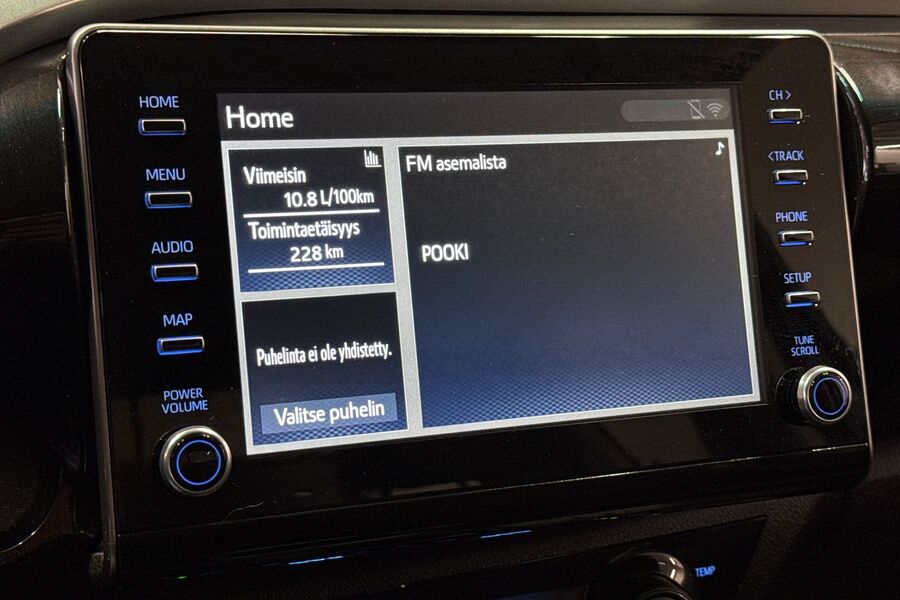 HOME
MENU
AUDIO
MAP
POWER
VOLUME
Home
Viimeisin
10.8 L/100km
Toimintaetäisyys
228 km
Puhelinta ei ole yhdistetty.
Valitse puhelin
FM asemalista
POOKI
CH >
< TRACK
PHONE
SETUP
TUNE
SCROLL
TEMP